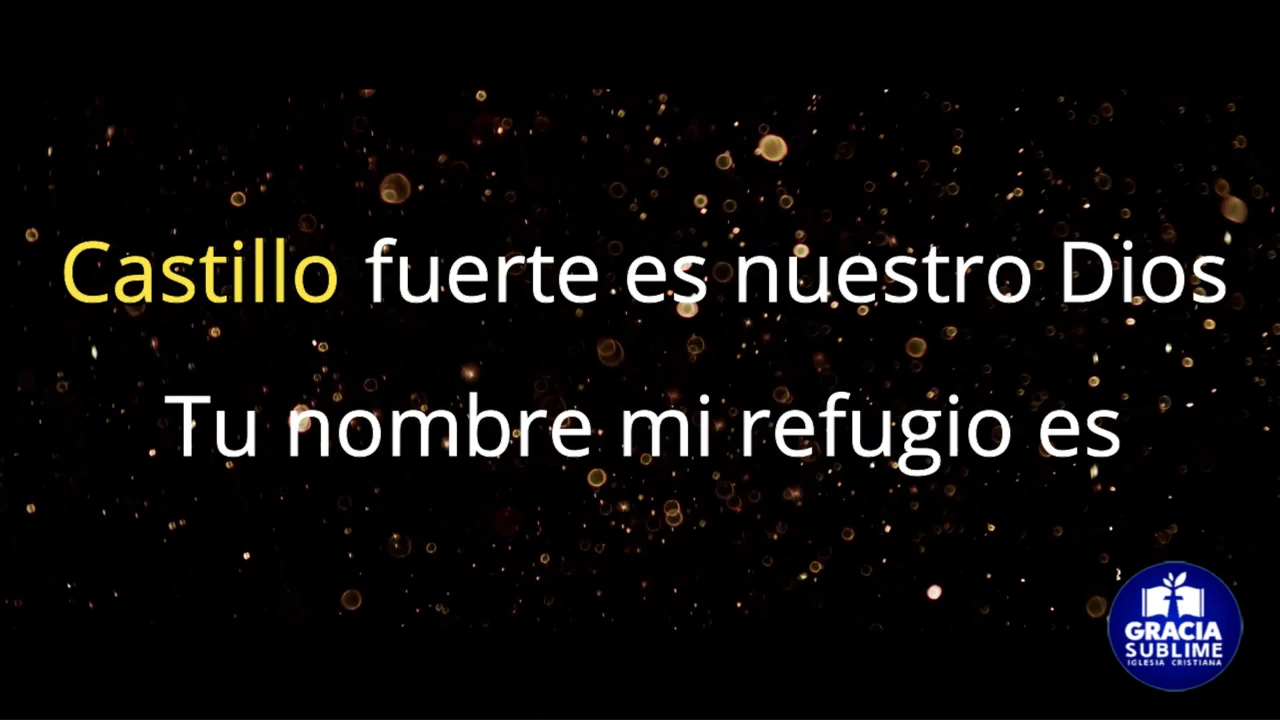 Castillo fuerte es nuestro Dios
Tu nombre mi refugio es
GRACIA
SUBLIME
IGLESIA CRISTIANA